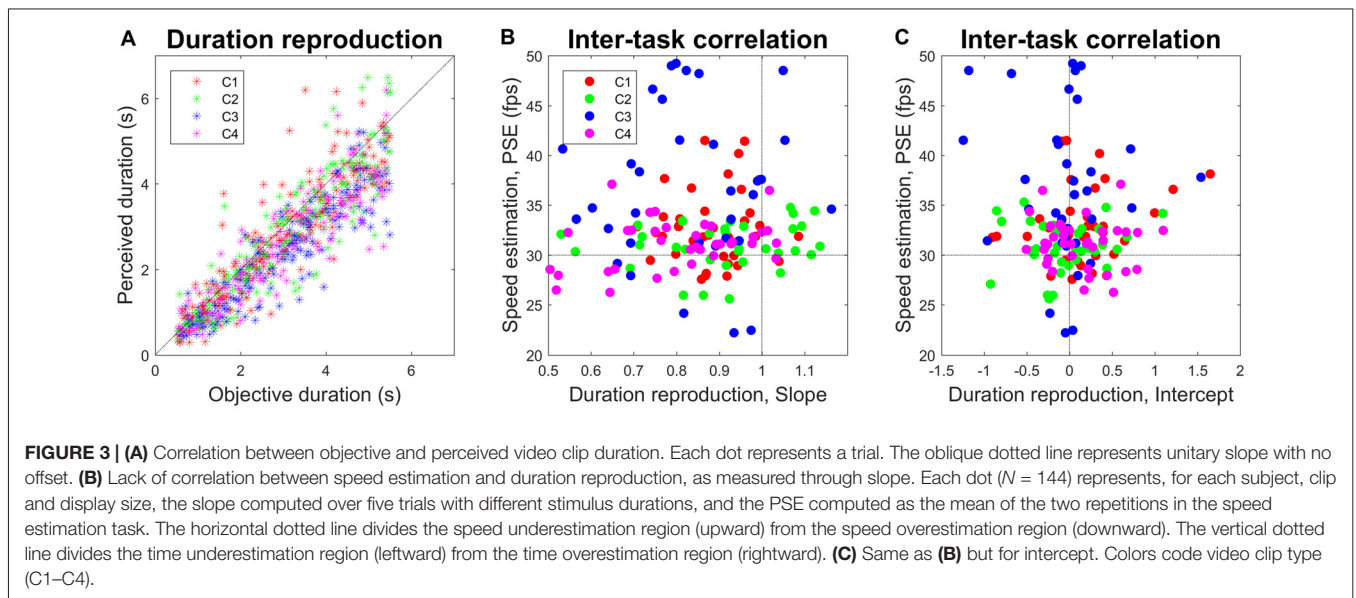 A Duration reproduction
Perceived duration (s)
6
4
2
0
C1
C2
C3
C4
0 2 4 6
Objective duration (s)
B Inter-task correlation
Speed estimation, PSE (fps)
50
45
40
35
30
25
20
C1
C2
C3
C4
0.5 0.6 0.7 0.8 0.9 1 1.1
Duration reproduction, Slope
C Inter-task correlation
Speed estimation, PSE (fps)
50
45
40
35
30
25
20
-1.5 -1 -0.5 0 0.5 1 1.5 2
Duration reproduction, Intercept
FIGURE 3 | (A) Correlation between objective and perceived video clip duration. Each dot represents a trial. The oblique dotted line represents unitary slope with no
offset. (B) Lack of correlation between speed estimation and duration reproduction, as measured through slope. Each dot (N = 144) represents, for each subject, clip
and display size, the slope computed over five trials with different stimulus durations, and the PSE computed as the mean of the two repetitions in the speed
estimation task. The horizontal dotted line divides the speed underestimation region (upward) from the speed overestimation region (downward). The vertical dotted
line divides the time underestimation region (leftward) from the time overestimation region (rightward). (C) Same as (B) but for intercept. Colors code video clip type
(C1–C4).